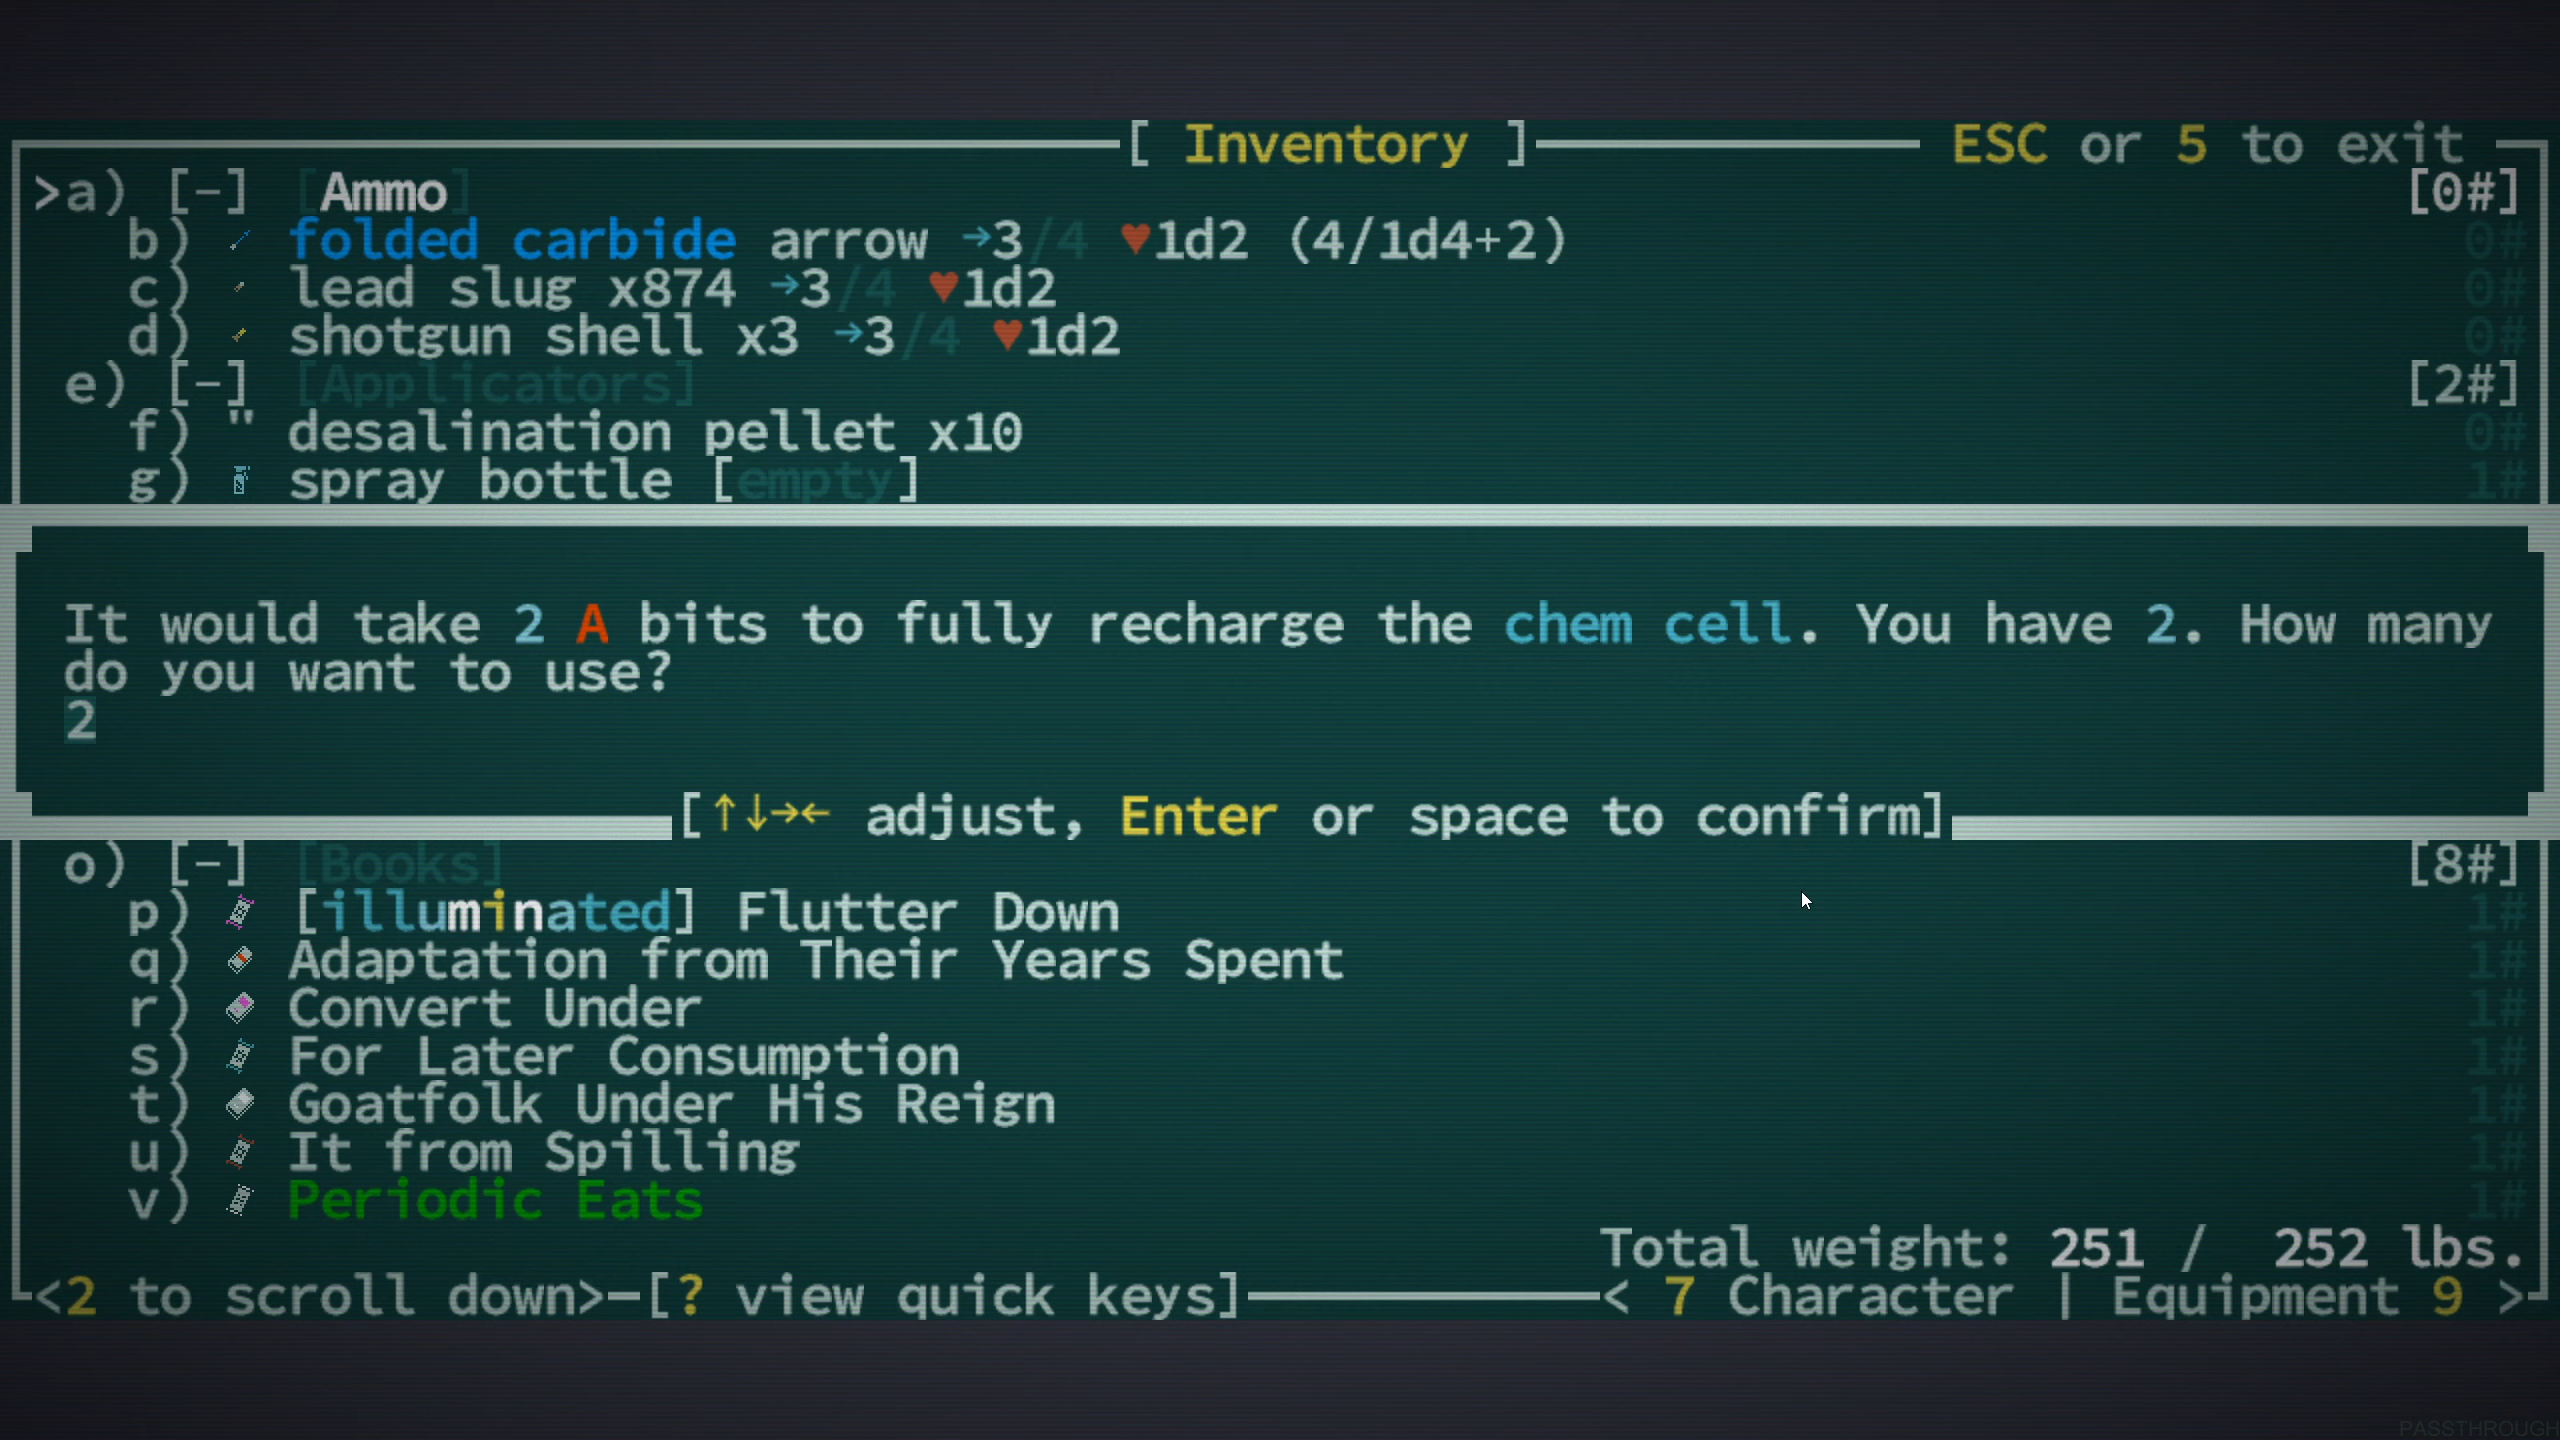 [ Inventory ] ESC or 5 to exit
>a) [-] [Ammo] [0#]
b) folded carbide arrow →3/4 ♥1d2 (4/1d4+2) 0#
c) lead slug x874 →3/4 ♥1d2 0#
d) shotgun shell x3 →3/4 ♥1d2 0#
e) [-] [Applicators] [2#]
f) " desalination pellet x10 0#
g) spray bottle [empty] 1#
It would take 2 A bits to fully recharge the chem cell. You have 2. How many
do you want to use?
2
[↑↓→← adjust, Enter or space to confirm]
o) [-] [Books] [8#]
p) [illuminated] Flutter Down 1#
q) Adaptation from Their Years Spent 1#
r) Convert Under 1#
s) For Later Consumption 1#
t) Goatfolk Under His Reign 1#
u) It from Spilling 1#
v) Periodic Eats 1#
Total weight: 251 / 252 lbs.
<2 to scroll down> [? view quick keys] < 7 Character | Equipment 9 >
PASSTHROUGH